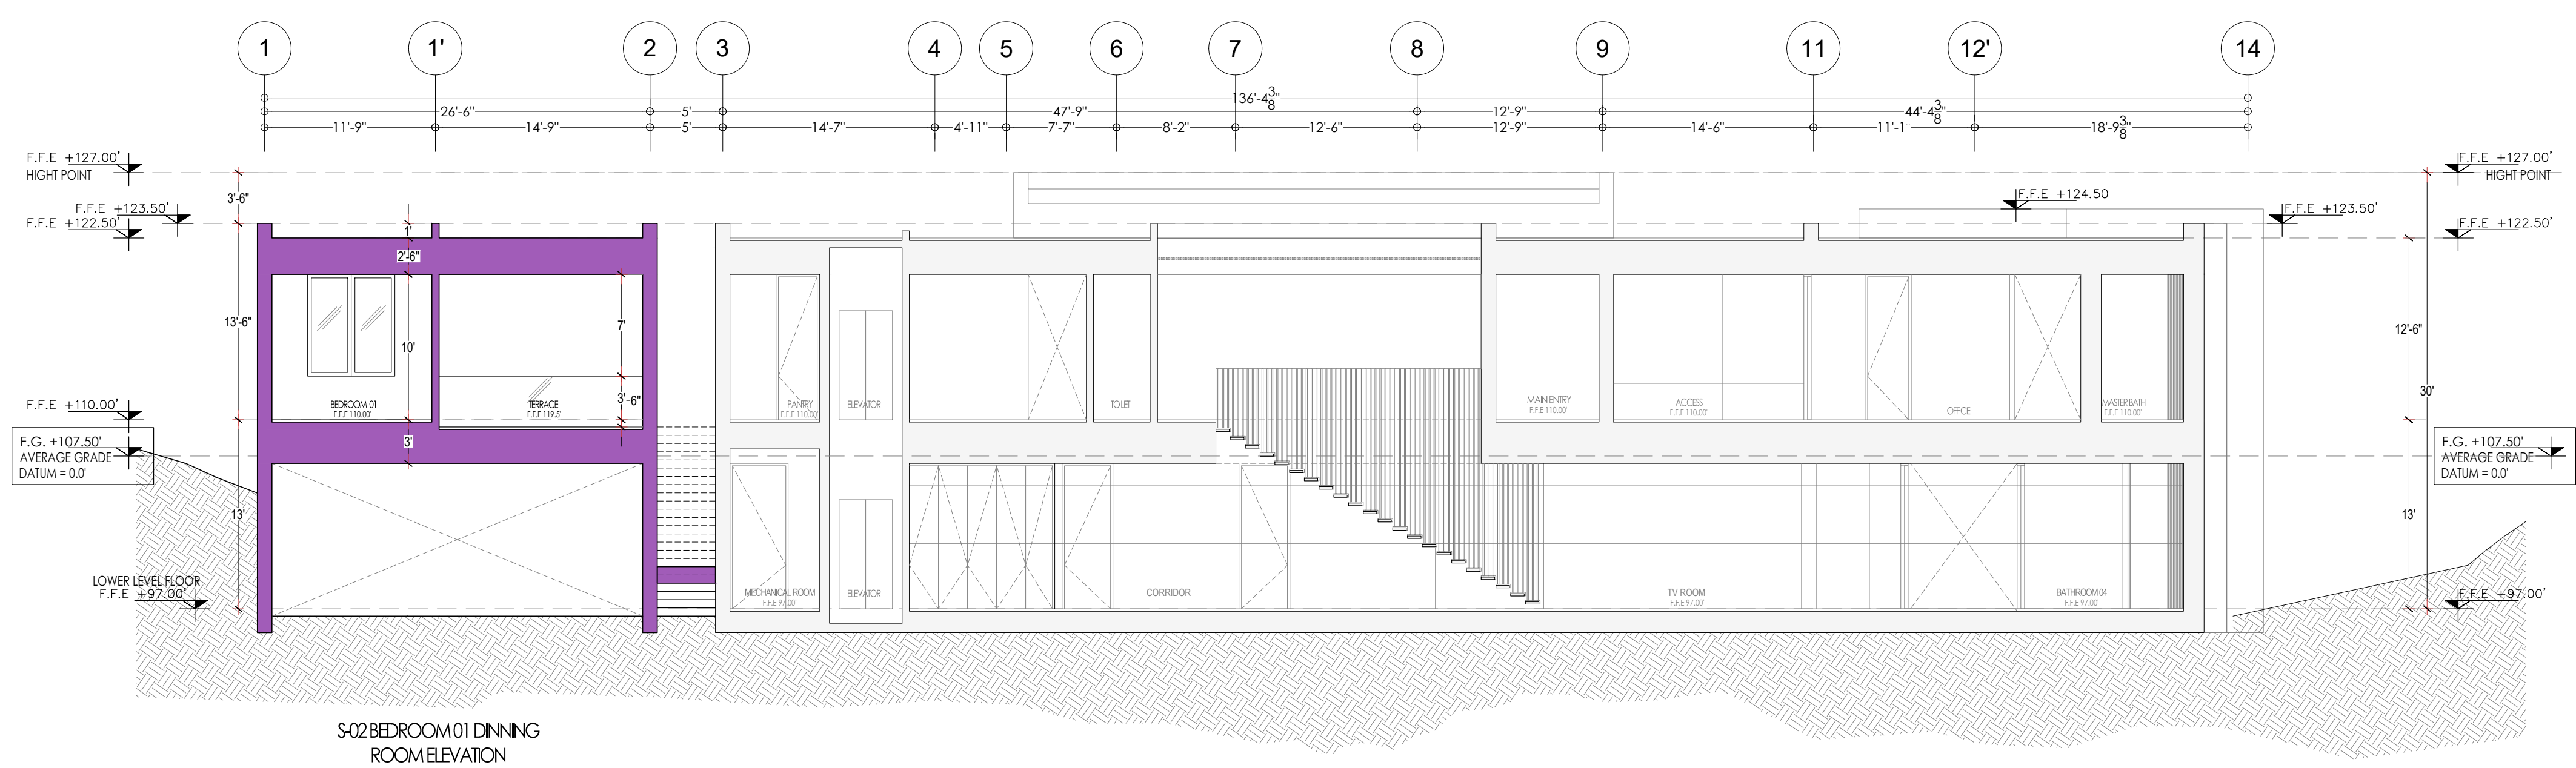 1 1' 2 3 4 5 6 7 8 9 11 12' 14
136'-4 3/8"
26'-6" 5' 47'-9" 12'-9" 44'-4 3/8"
11'-9" 14'-9" 5' 14'-7" 4'-11" 7'-7" 8'-2" 12'-6" 12'-9" 14'-6" 11'-1 18'-9 3/8"
F.F.E +127.00'
HIGHT POINT
F.F.E +127.00'
HIGHT POINT
3'-6"
F.F.E +123.50'
F.F.E +122.50'
F.F.E +124.50
F.F.E +123.50'
F.F.E +122.50'
1'
2'-6"
13'-6"
10'
7'
3'-6"
12'-6"
30'
BEDROOM 01
F.F.E 110.00'
TERRACE
F.F.E 119.5'
PANTRY
F.F.E 110.00'
ELEVATOR
TOILET
MAIN ENTRY
F.F.E 110.00'
ACCESS
F.F.E 110.00'
OFFICE
MASTER BATH
F.F.E 110.00'
F.F.E +110.00'
F.G. +107.50'
AVERAGE GRADE
DATUM = 0.0'
3'
F.G. +107.50'
AVERAGE GRADE
DATUM = 0.0'
13'
13'
LOWER LEVEL FLOOR
F.F.E +97.00'
MECHANICAL ROOM
F.F.E 97.00'
ELEVATOR
CORRIDOR
TV ROOM
F.F.E 97.00'
BATHROOM 04
F.F.E 97.00'
F.F.E +97.00'
S-02 BEDROOM 01 DINNING
ROOM ELEVATION